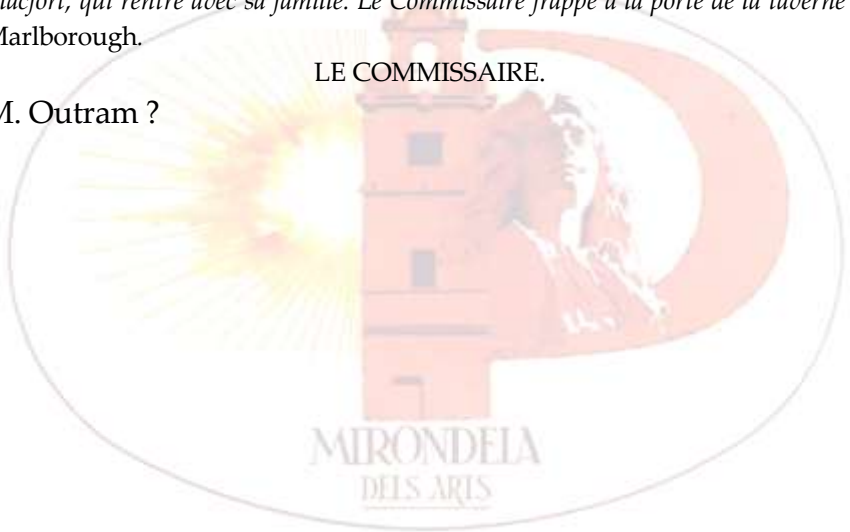 qui rentre avec sa famille. Le Commissaire frappe à la porte de la taverne
Marlborough.
LE COMMISSAIRE.
M. Outram ?
MIRONDELA
DELS ARTS